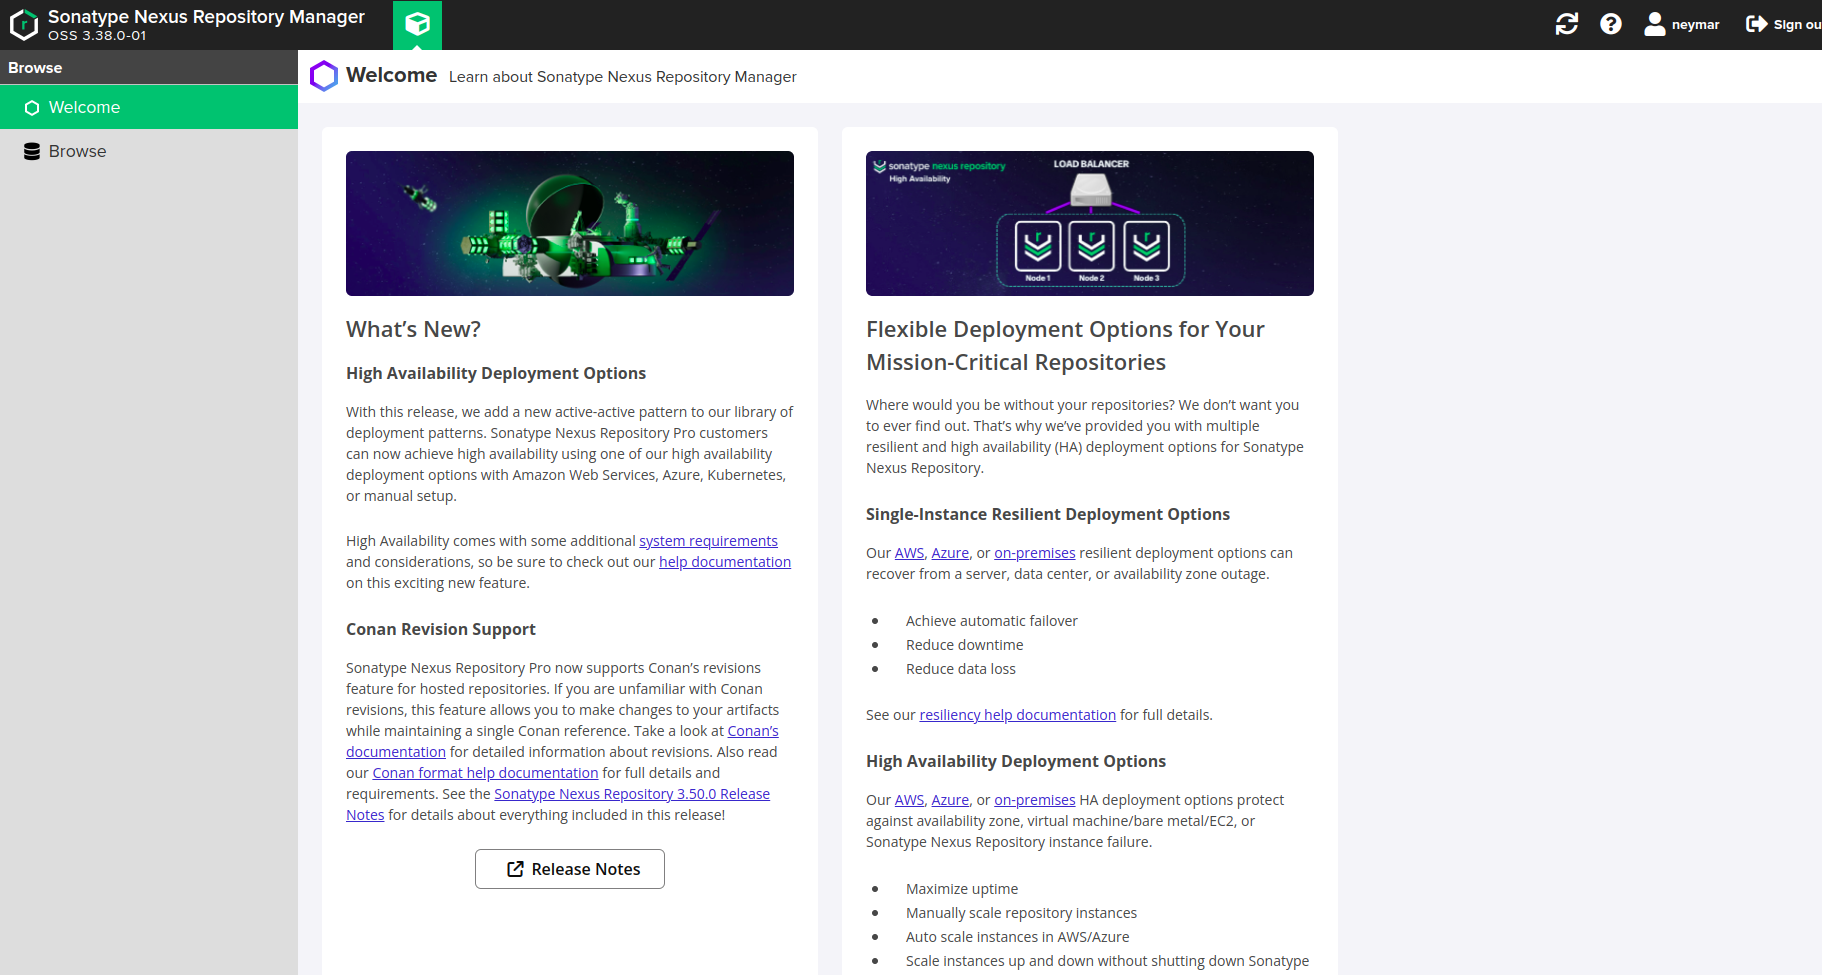 Sonatype Nexus Repository Manager
OSS 3.38.0-01
neymar
Sign ou
Browse
Welcome
Browse
Welcome Learn about Sonatype Nexus Repository Manager
What’s New?
High Availability Deployment Options
With this release, we add a new active-active pattern to our library of
deployment patterns. Sonatype Nexus Repository Pro customers
can now achieve high availability using one of our high availability
deployment options with Amazon Web Services, Azure, Kubernetes,
or manual setup.
High Availability comes with some additional system requirements
and considerations, so be sure to check out our help documentation
on this exciting new feature.
Conan Revision Support
Sonatype Nexus Repository Pro now supports Conan’s revisions
feature for hosted repositories. If you are unfamiliar with Conan
revisions, this feature allows you to make changes to your artifacts
while maintaining a single Conan reference. Take a look at Conan’s
documentation for detailed information about revisions. Also read
our Conan format help documentation for full details and
requirements. See the Sonatype Nexus Repository 3.50.0 Release
Notes for details about everything included in this release!
Release Notes
sonatype nexus repository
High Availability
LOAD BALANCER
Node 1 Node 2 Node 3
Flexible Deployment Options for Your
Mission-Critical Repositories
Where would you be without your repositories? We don’t want you
to ever find out. That’s why we’ve provided you with multiple
resilient and high availability (HA) deployment options for Sonatype
Nexus Repository.
Single-Instance Resilient Deployment Options
Our AWS, Azure, or on-premises resilient deployment options can
recover from a server, data center, or availability zone outage.
Achieve automatic failover
Reduce downtime
Reduce data loss
See our resiliency help documentation for full details.
High Availability Deployment Options
Our AWS, Azure, or on-premises HA deployment options protect
against availability zone, virtual machine/bare metal/EC2, or
Sonatype Nexus Repository instance failure.
Maximize uptime
Manually scale repository instances
Auto scale instances in AWS/Azure
Scale instances up and down without shutting down Sonatype